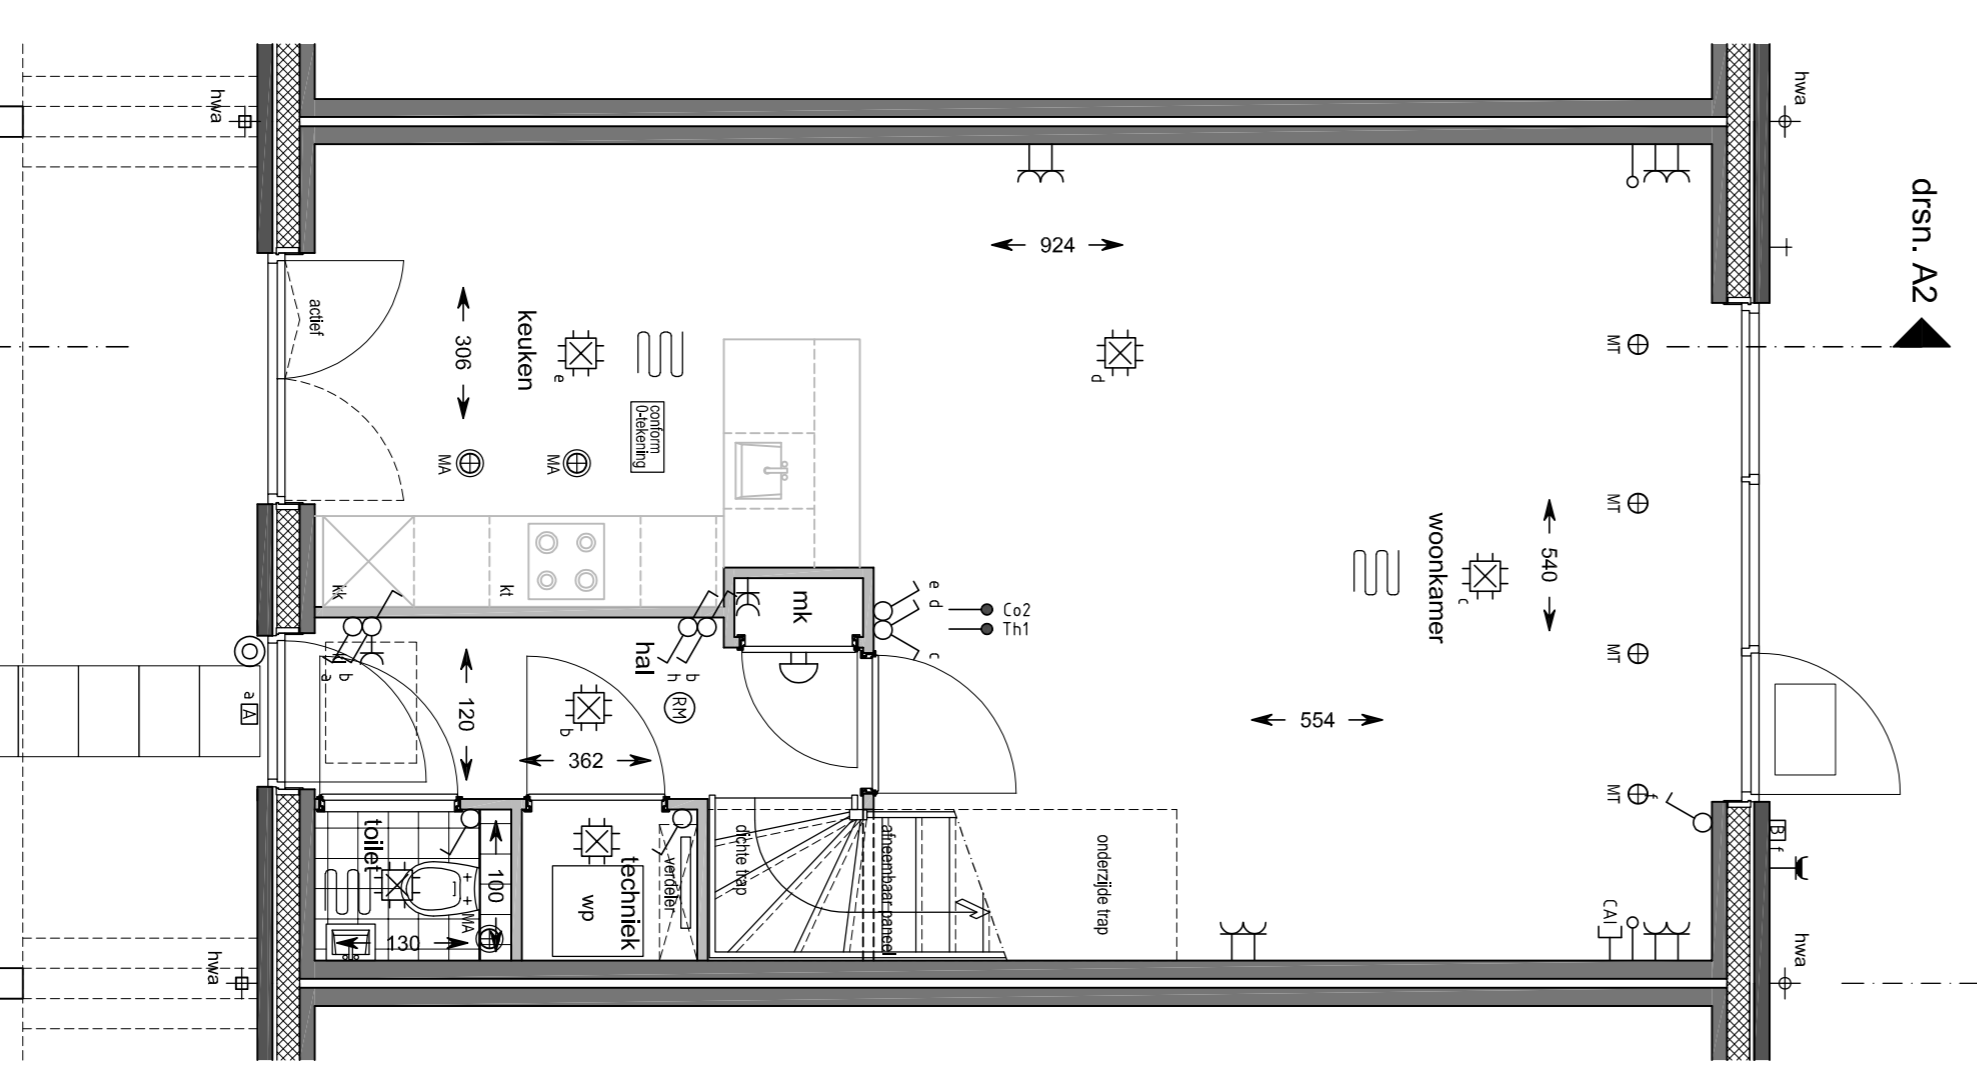 hwa
hwa
drsn. A2
924
actief
306
keuken
e
conform
0-tekening
d
MT
MA
MA
MT
woonkamer
c
540
kk
kt
mk
e
d
Co2
Th1
c
hal
b
h
b
a
RM
MT
a
A
120
b
362
554
MT
f
B
f
toilet
100
MA
130
techniek
wp
verdeler
dichte trap
afneembaar paneel
onderzijde trap
CAI
hwa
hwa